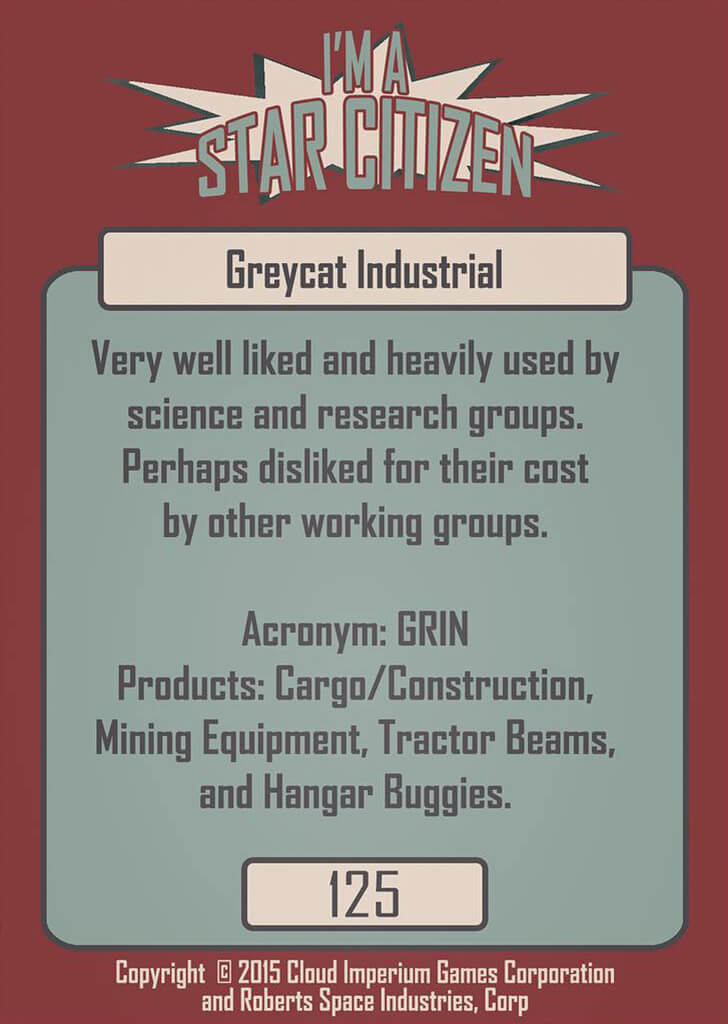 I'M A
STAR CITIZEN
Greycat Industrial
Very well liked and heavily used by
science and research groups.
Perhaps disliked for their cost
by other working groups.
Acronym: GRIN
Products: Cargo/Construction,
Mining Equipment, Tractor Beams,
and Hangar Buggies.
125
Copyright © 2015 Cloud Imperium Games Corporation
and Roberts Space Industries, Corp